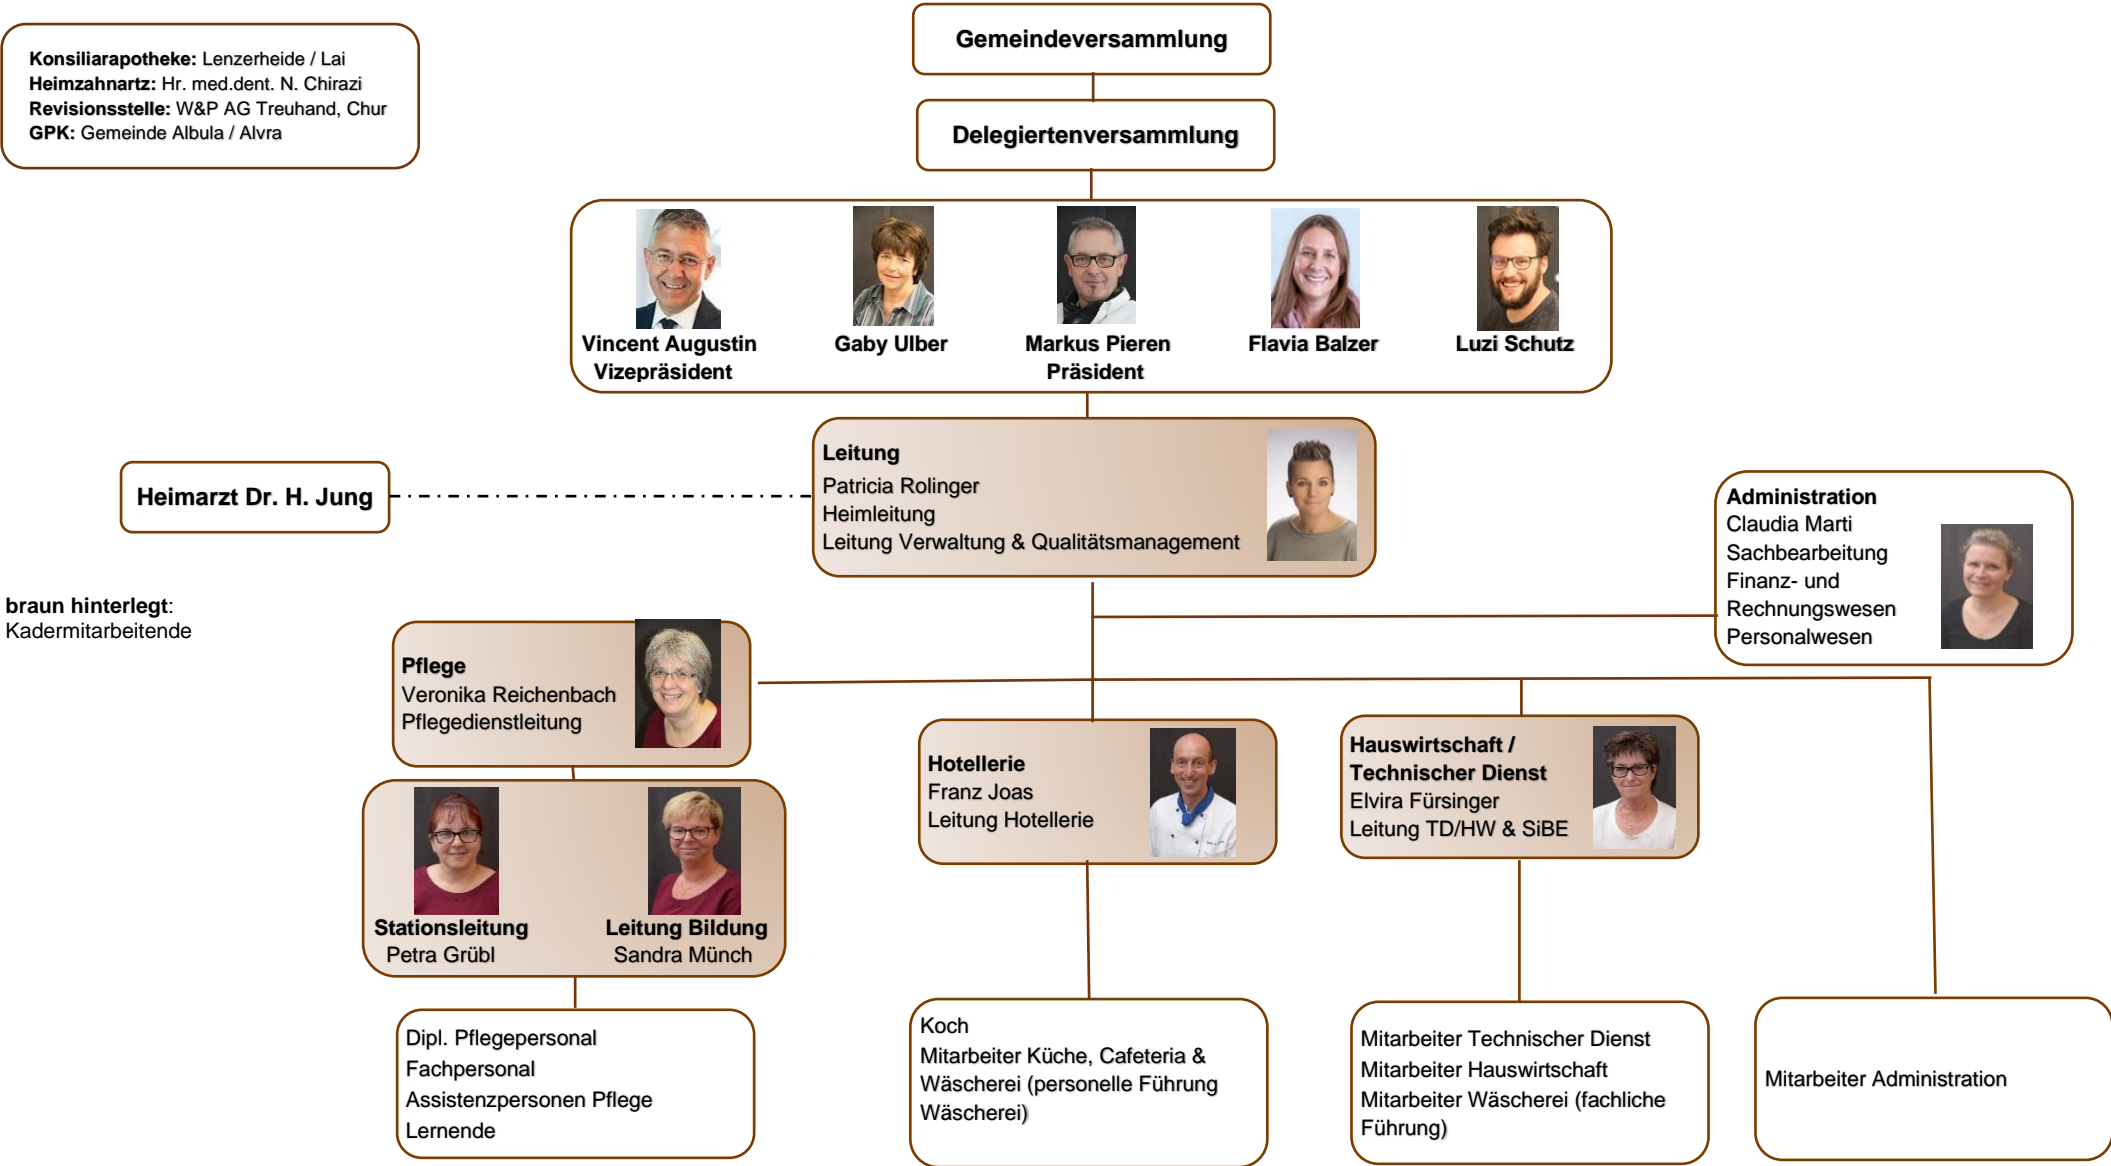 Konsiliarapotheke: Lenzerheide / Lai
Heimzahnartz: Hr. med.dent. N. Chirazi
Revisionsstelle: W&P AG Treuhand, Chur
GPK: Gemeinde Albula / Alvra
Gemeindeversammlung
Delegiertenversammlung
Vincent Augustin
Vizepräsident
Gaby Ulber
Markus Pieren
Präsident
Flavia Balzer
Luzi Schutz
Leitung
Patricia Rolinger
Heimleitung
Leitung Verwaltung & Qualitätsmanagement
Heimarzt Dr. H. Jung
Administration
Claudia Marti
Sachbearbeitung
Finanz- und
Rechnungswesen
Personalwesen
braun hinterlegt:
Kadermitarbeitende
Pflege
Veronika Reichenbach
Pflegedienstleitung
Hotellerie
Franz Joas
Leitung Hotellerie
Hauswirtschaft /
Technischer Dienst
Elvira Fürsinger
Leitung TD/HW & SiBE
Stationsleitung
Petra Grübl
Leitung Bildung
Sandra Münch
Dipl. Pflegepersonal
Fachpersonal
Assistenzpersonen Pflege
Lernende
Koch
Mitarbeiter Küche, Cafeteria &
Wäscherei (personelle Führung
Wäscherei)
Mitarbeiter Technischer Dienst
Mitarbeiter Hauswirtschaft
Mitarbeiter Wäscherei (fachliche
Führung)
Mitarbeiter Administration